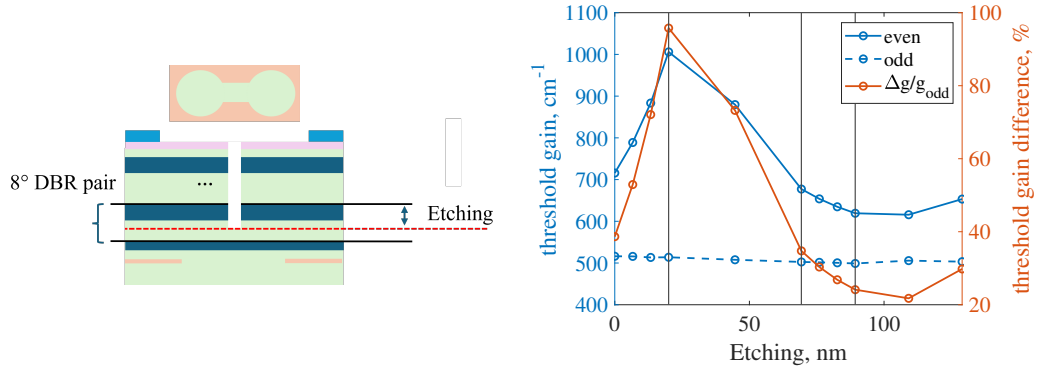 8° DBR pair
...
Etching
threshold gain, cm-1
1100
1000
900
800
700
600
500
400
0
50
100
Etching, nm
even
odd
Δg/godd
100
80
60
40
20
threshold gain difference, %